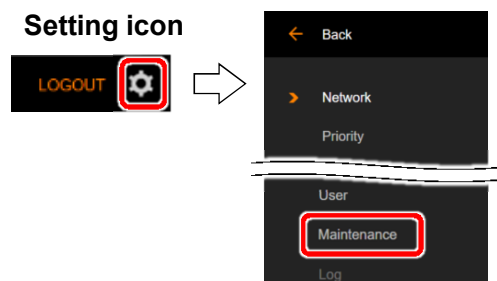 Setting icon
LOGOUT
Back
Network
Priority
User
Maintenance
Log